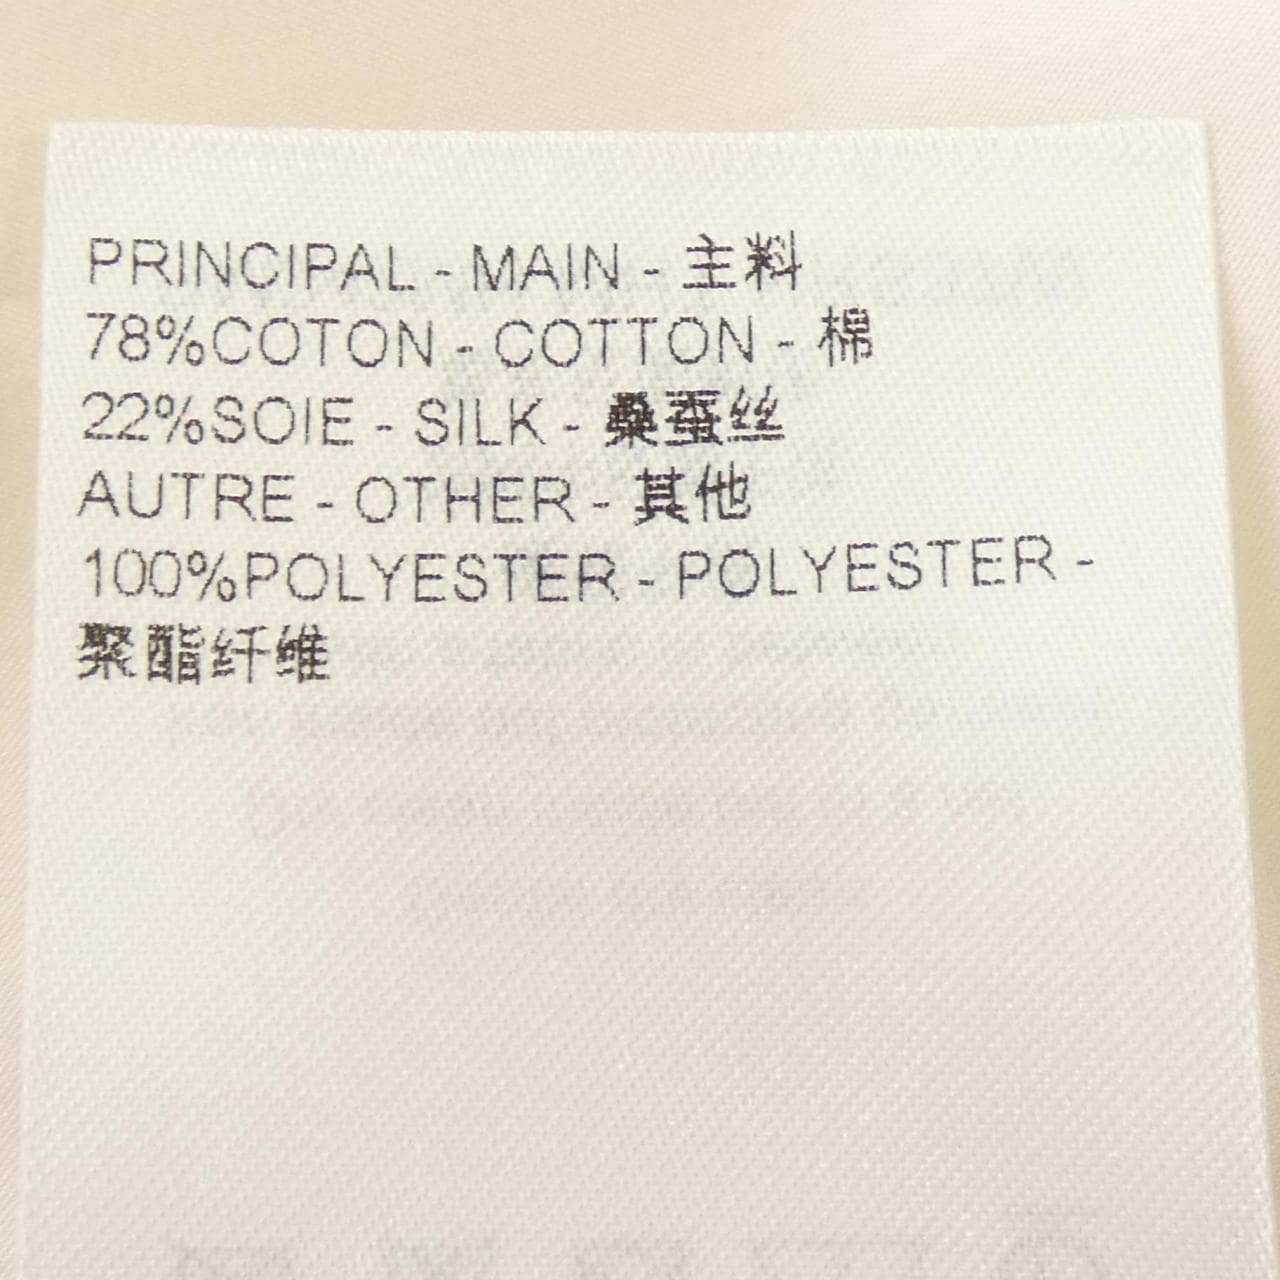 PRINCIPAL - MAIN - 主料
78%COTON - COTTON - 棉
22%SOIE - SILK - 桑蚕丝
AUTRE - OTHER - 其他
100%POLYESTER - POLYESTER -
聚酯纤维